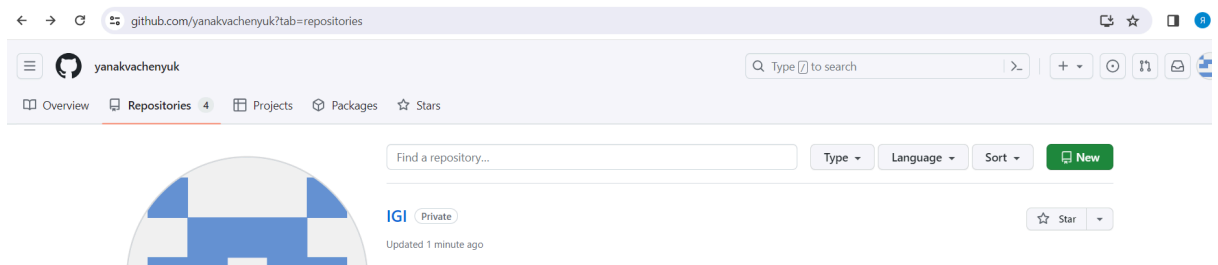 github.com/yanakvachenyuk?tab=repositories
Я
yanakvachenyuk
Type / to search
Overview Repositories 4 Projects Packages Stars
Find a repository...
Type Language Sort New
IGI Private
Star
Updated 1 minute ago